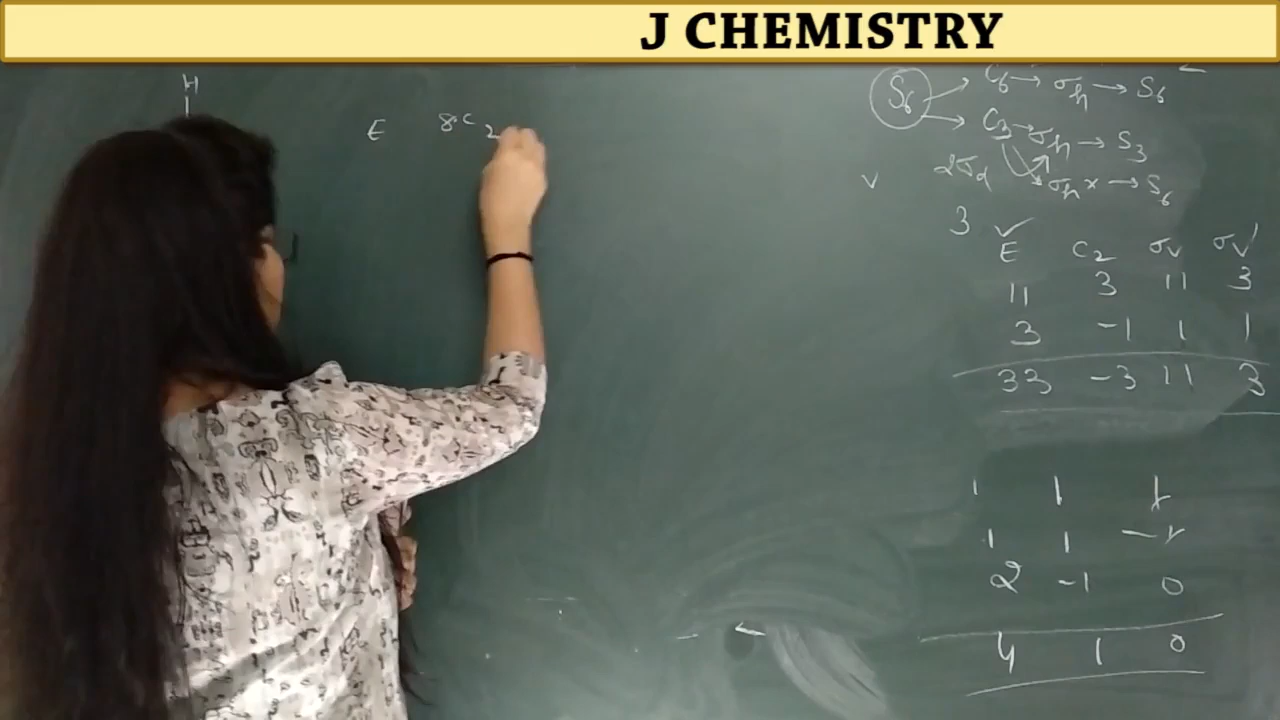 J CHEMISTRY
H
E 8C2
S6 → C6 → σh → S6
→ C3 → σh → S3
2σd σh × → S6
v
3 ✓
E C2 σv σv'
11 3 11 3
3 -1 1 1
33 -3 11 3
1 1 1
1 1 -1
2 -1 0
4 1 0